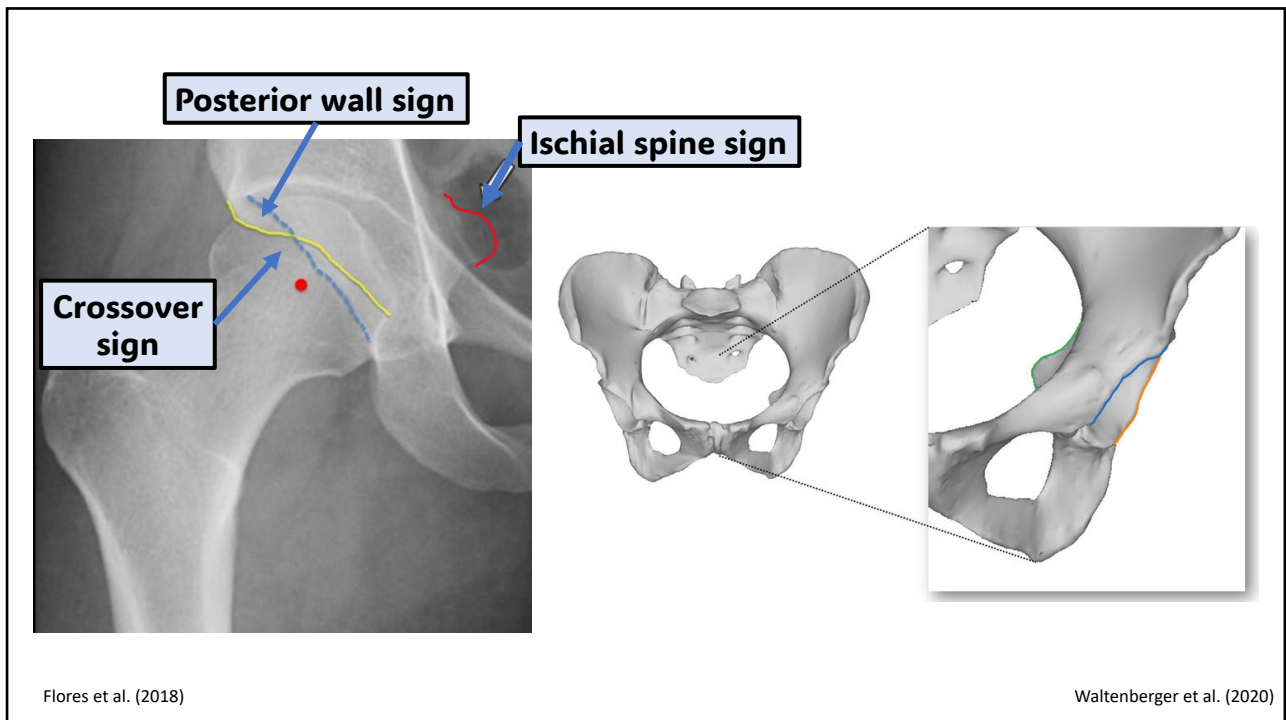 Posterior wall sign
Ischial spine sign
Crossover
sign
Flores et al. (2018)
Waltenberger et al. (2020)